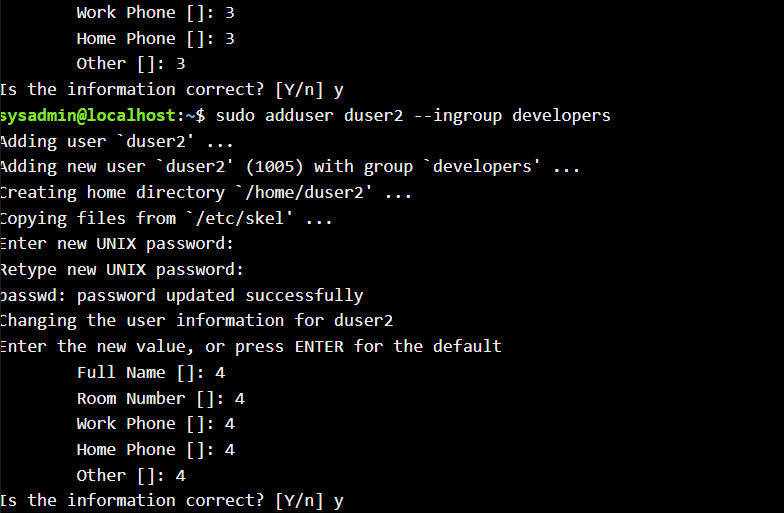 Work Phone []: 3
Home Phone []: 3
Other []: 3
Is the information correct? [Y/n] y
sysadmin@localhost:~$ sudo adduser duser2 --ingroup developers
Adding user `duser2' ...
Adding new user `duser2' (1005) with group `developers' ...
Creating home directory `/home/duser2' ...
Copying files from `/etc/skel' ...
Enter new UNIX password:
Retype new UNIX password:
passwd: password updated successfully
Changing the user information for duser2
Enter the new value, or press ENTER for the default
Full Name []: 4
Room Number []: 4
Work Phone []: 4
Home Phone []: 4
Other []: 4
Is the information correct? [Y/n] y